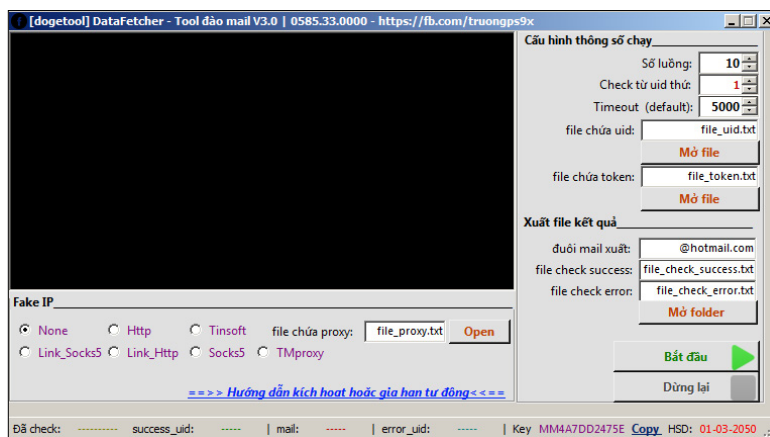 [dogetool] DataFetcher - Tool đào mail V3.0 | 0585.33.0000 - https://fb.com/truongps9x
Cấu hình thông số chạy
Số luồng: 10
Check từ uid thứ: 1
Timeout (default): 5000
file chứa uid: file_uid.txt
Mở file
file chứa token: file_token.txt
Mở file
Xuất file kết quả
đuôi mail xuất: @hotmail.com
file check success: file_check_success.txt
file check error: file_check_error.txt
Mở folder
Fake IP
None Http Tinsoft file chứa proxy: file_proxy.txt Open
Link_Socks5 Link_Http Socks5 TMproxy
==>> Hướng dẫn kích hoạt hoặc gia hạn tự động<<==
Bắt đầu
Dừng lại
Đã check: ---------- success_uid: ----- | mail: ----- | error_uid: ----- | Key MM4A7DD2475E Copy HSD: 01-03-2050